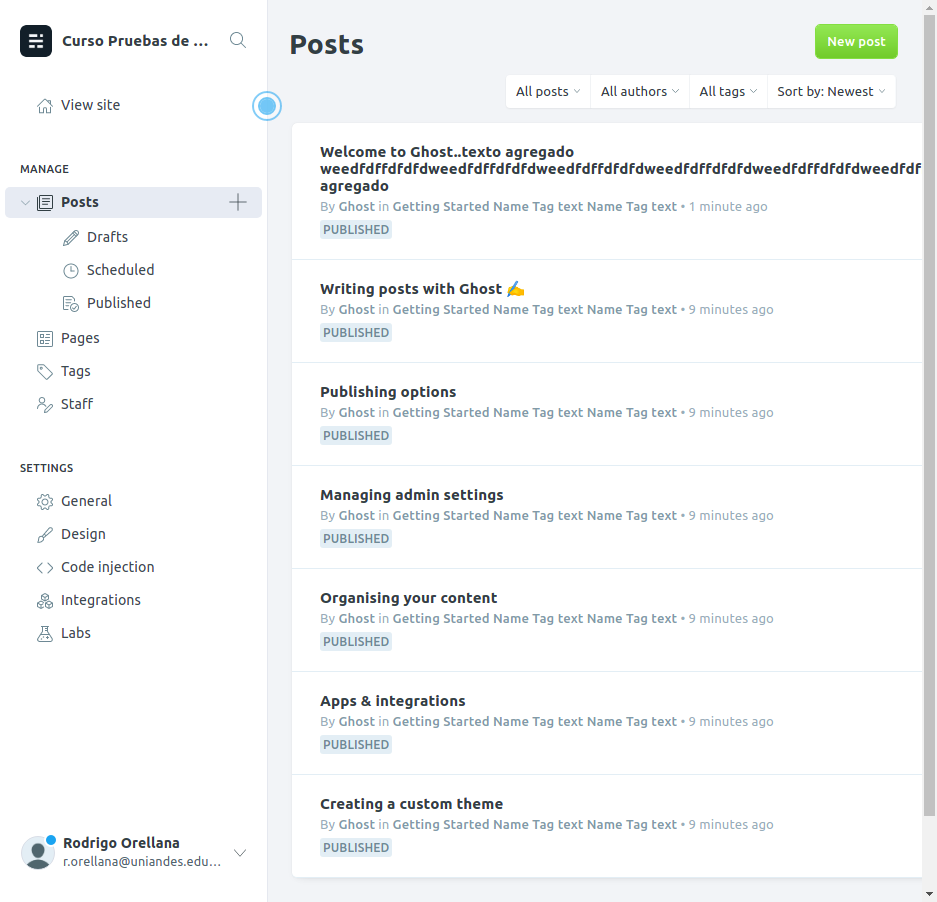 Curso Pruebas de ...
View site
MANAGE
Posts
Drafts
Scheduled
Published
Pages
Tags
Staff
SETTINGS
General
Design
Code injection
Integrations
Labs
Rodrigo Orellana
r.orellana@uniandes.edu...
Posts
New post
All posts
All authors
All tags
Sort by: Newest
Welcome to Ghost..texto agregado
weedfdffdfdfdweedfdffdfdfdweedfdffdfdfdweedfdffdfdfdweedfdffdfdfdweedfdf
agregado
By Ghost in Getting Started Name Tag text Name Tag text • 1 minute ago
PUBLISHED
Writing posts with Ghost ✍️
By Ghost in Getting Started Name Tag text Name Tag text • 9 minutes ago
PUBLISHED
Publishing options
By Ghost in Getting Started Name Tag text Name Tag text • 9 minutes ago
PUBLISHED
Managing admin settings
By Ghost in Getting Started Name Tag text Name Tag text • 9 minutes ago
PUBLISHED
Organising your content
By Ghost in Getting Started Name Tag text Name Tag text • 9 minutes ago
PUBLISHED
Apps & integrations
By Ghost in Getting Started Name Tag text Name Tag text • 9 minutes ago
PUBLISHED
Creating a custom theme
By Ghost in Getting Started Name Tag text Name Tag text • 9 minutes ago
PUBLISHED